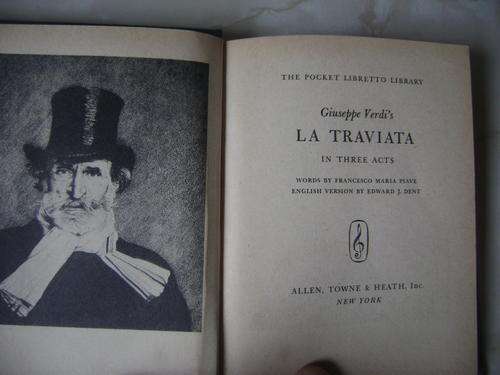 THE POCKET LIBRETTO LIBRARY
Giuseppe Verdi's
LA TRAVIATA
IN THREE ACTS
WORDS BY FRANCESCO MARIA PIAVE
ENGLISH VERSION BY EDWARD J. DENT
ALLEN, TOWNE & HEATH, Inc.
NEW YORK